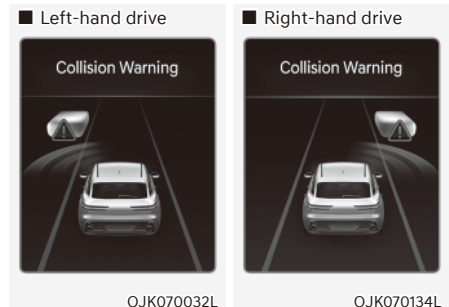 ■ Left-hand drive
Collision Warning
OJK070032L
■ Right-hand drive
Collision Warning
OJK070134L